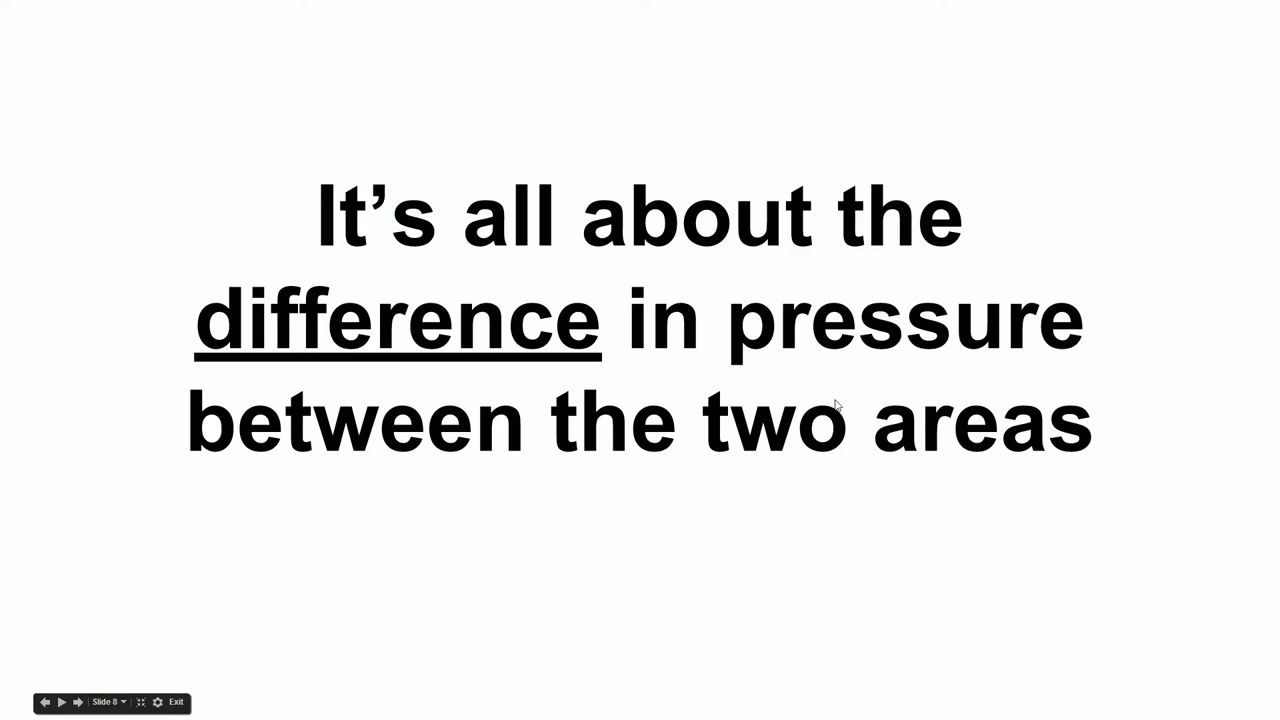 It's all about the
difference in pressure
between the two areas
Slide 8
Exit